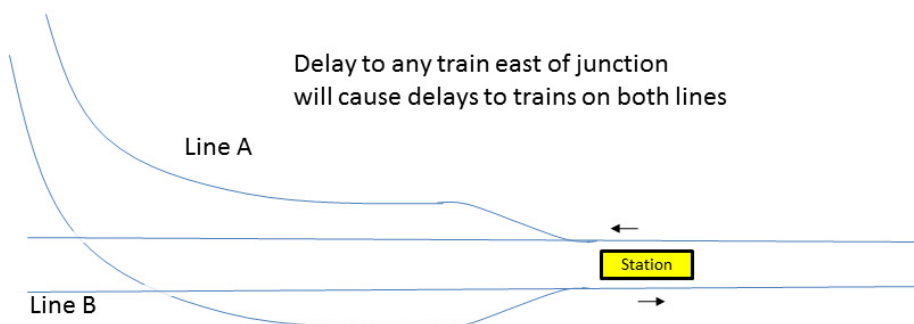 Delay to any train east of junction
will cause delays to trains on both lines
Line A
Station
Line B